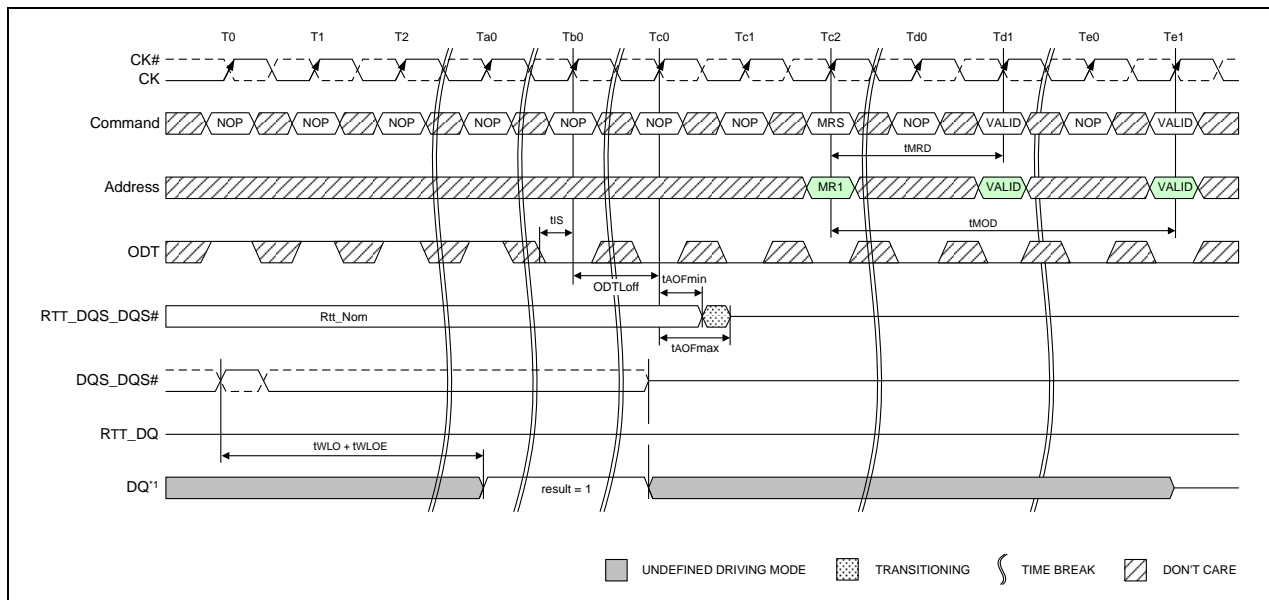 T0 T1 T2 Ta0 Tb0 Tc0 Tc1 Tc2 Td0 Td1 Te0 Te1
CK#
CK
Command NOP NOP NOP NOP NOP NOP NOP MRS NOP VALID NOP VALID
tMRD
Address MR1 VALID VALID
tIS
tMOD
ODT
ODTLoff
tAOFmin
RTT_DQS_DQS# Rtt_Nom
tAOFmax
DQS_DQS#
RTT_DQ
tWLO + tWLOE
DQ*1 result = 1
UNDEFINED DRIVING MODE TRANSITIONING TIME BREAK DON'T CARE